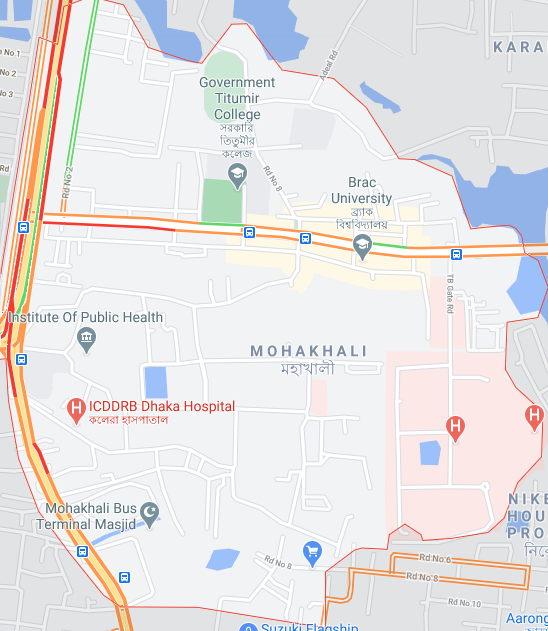 KARA
e No.1
No 2
No 3
Adeal Rd
Government
Titumir
College
সরকারি
তিতুমীর
কলেজ
Rd No 8
Rd
Rd No 2
Brac
University
ব্র্যাক
বিশ্ববিদ্যালয়
TB Gate Rd
Institute Of Public Health
MOHAKHALI
মহাখালী
ICDDRB Dhaka Hospital
কলেরা হাসপাতাল
Mohakhali Bus
Terminal Masjid
NIKE
HOU
PRO
নিকে
Rd No 8
Rd No.6
Rd No.8
Rd No.10
Aarong
Suzuki Flagship